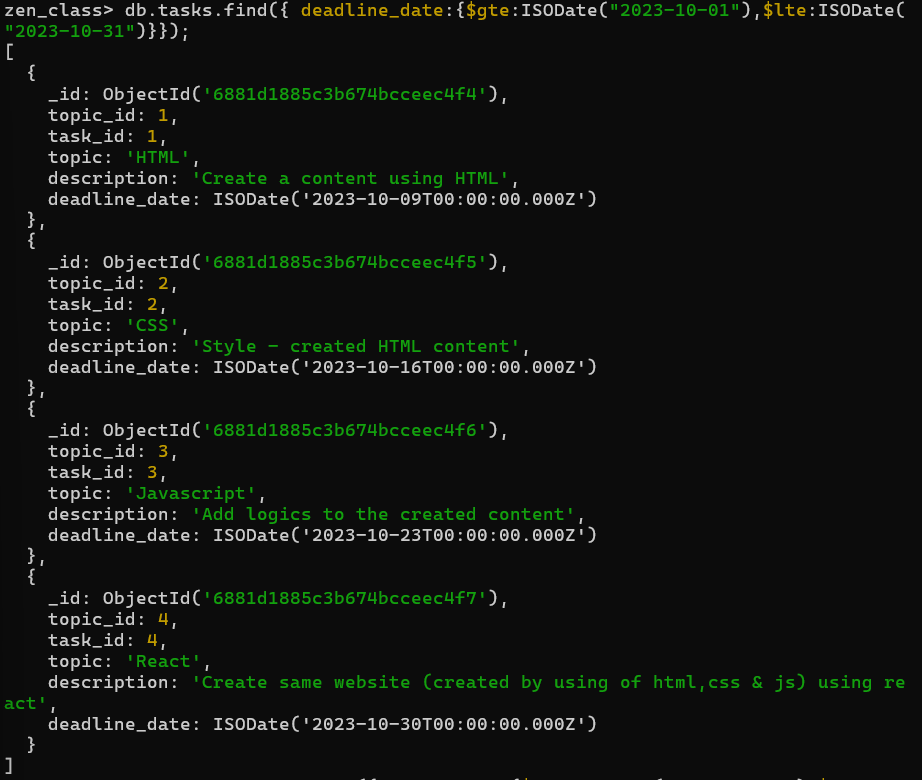 zen_class> db.tasks.find({ deadline_date:{$gte:ISODate("2023-10-01"),$lte:ISODate(
"2023-10-31")}});
[
  {
    _id: ObjectId('6881d1885c3b674bcceec4f4'),
    topic_id: 1,
    task_id: 1,
    topic: 'HTML',
    description: 'Create a content using HTML',
    deadline_date: ISODate('2023-10-09T00:00:00.000Z')
  },
  {
    _id: ObjectId('6881d1885c3b674bcceec4f5'),
    topic_id: 2,
    task_id: 2,
    topic: 'CSS',
    description: 'Style - created HTML content',
    deadline_date: ISODate('2023-10-16T00:00:00.000Z')
  },
  {
    _id: ObjectId('6881d1885c3b674bcceec4f6'),
    topic_id: 3,
    task_id: 3,
    topic: 'Javascript',
    description: 'Add logics to the created content',
    deadline_date: ISODate('2023-10-23T00:00:00.000Z')
  },
  {
    _id: ObjectId('6881d1885c3b674bcceec4f7'),
    topic_id: 4,
    task_id: 4,
    topic: 'React',
    description: 'Create same website (created by using of html,css & js) using re
act',
    deadline_date: ISODate('2023-10-30T00:00:00.000Z')
  }
]